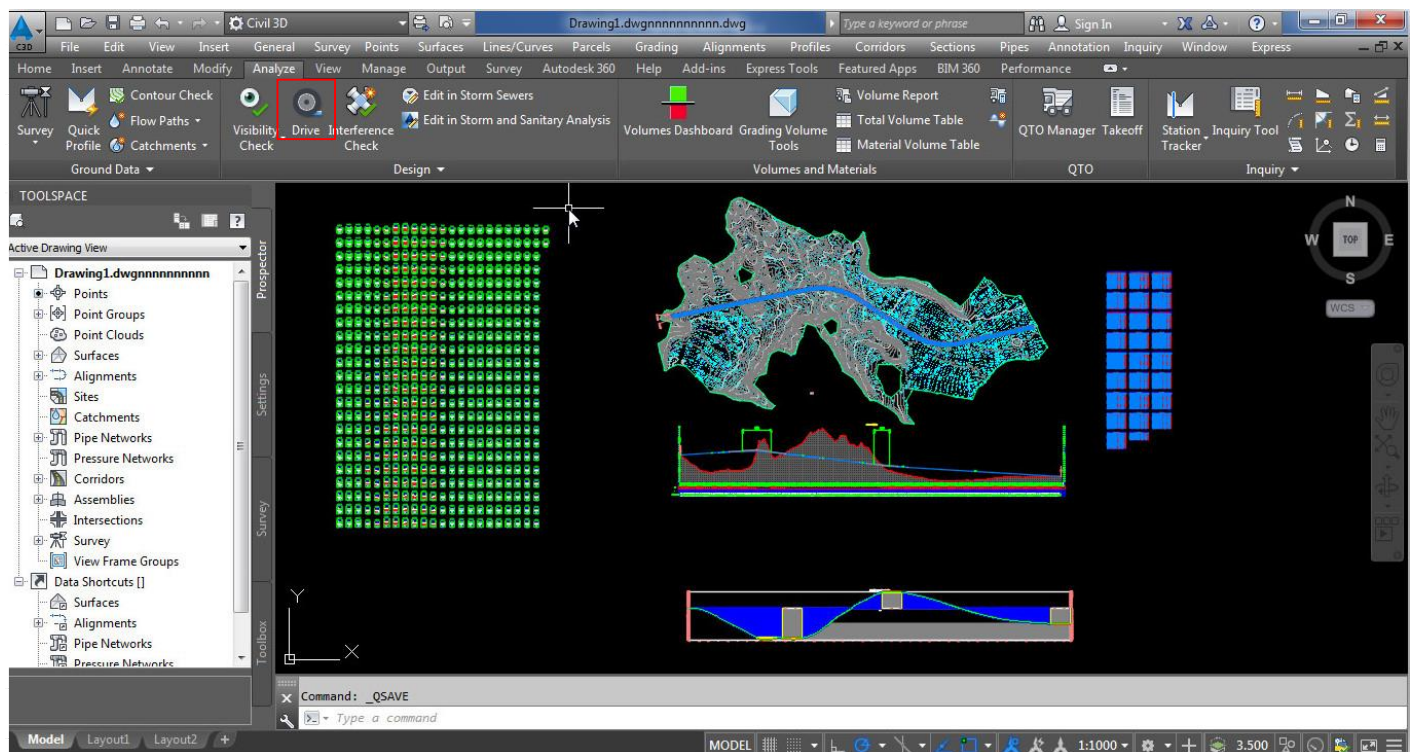 Civil 3D Drawing1.dwgnnnnnnnnnn.dwg Type a keyword or phrase Sign In
C3D File Edit View Insert General Survey Points Surfaces Lines/Curves Parcels Grading Alignments Profiles Corridors Sections Pipes Annotation Inquiry Window Express
Home Insert Annotate Modify Analyze View Manage Output Survey Autodesk 360 Help Add-ins Express Tools Featured Apps BIM 360 Performance
Contour Check Edit in Storm Sewers Volume Report
Flow Paths Edit in Storm and Sanitary Analysis Total Volume Table
Survey Quick Profile Catchments Visibility Check Drive Interference Check Volumes Dashboard Grading Volume Tools Material Volume Table QTO Manager Takeoff Station Tracker Inquiry Tool
Ground Data Design Volumes and Materials QTO Inquiry
TOOLSPACE
?
Active Drawing View
Drawing1.dwgnnnnnnnnnn
Points
Point Groups
Point Clouds
Surfaces
Alignments
Sites
Catchments
Pipe Networks
Pressure Networks
Corridors
Assemblies
Intersections
Survey
View Frame Groups
Data Shortcuts []
Surfaces
Alignments
Pipe Networks
Pressure Networks
Prospector
Settings
Survey
Toolbox
N
W TOP E
S
WCS
Y
X
Command: _QSAVE
Type a command
Model Layout1 Layout2 + MODEL 1:1000 3.500